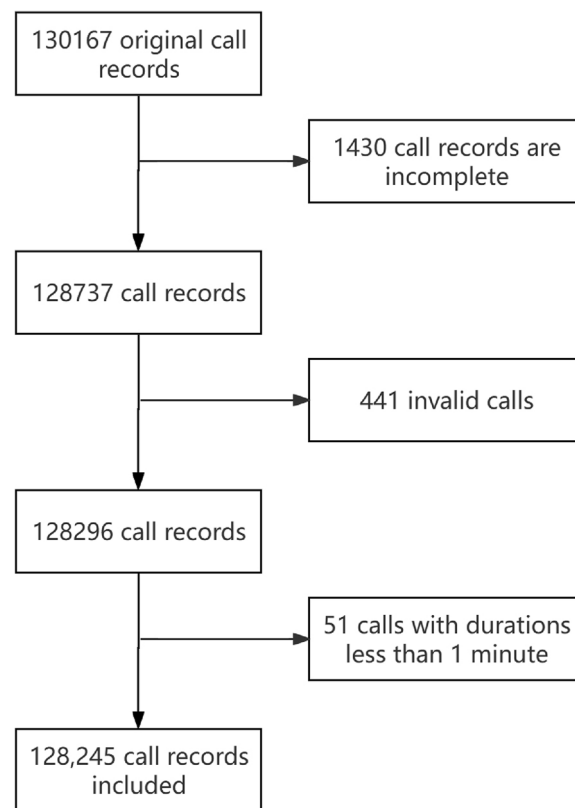 130167 original call
records
1430 call records are
incomplete
128737 call records
441 invalid calls
128296 call records
51 calls with durations
less than 1 minute
128,245 call records
included